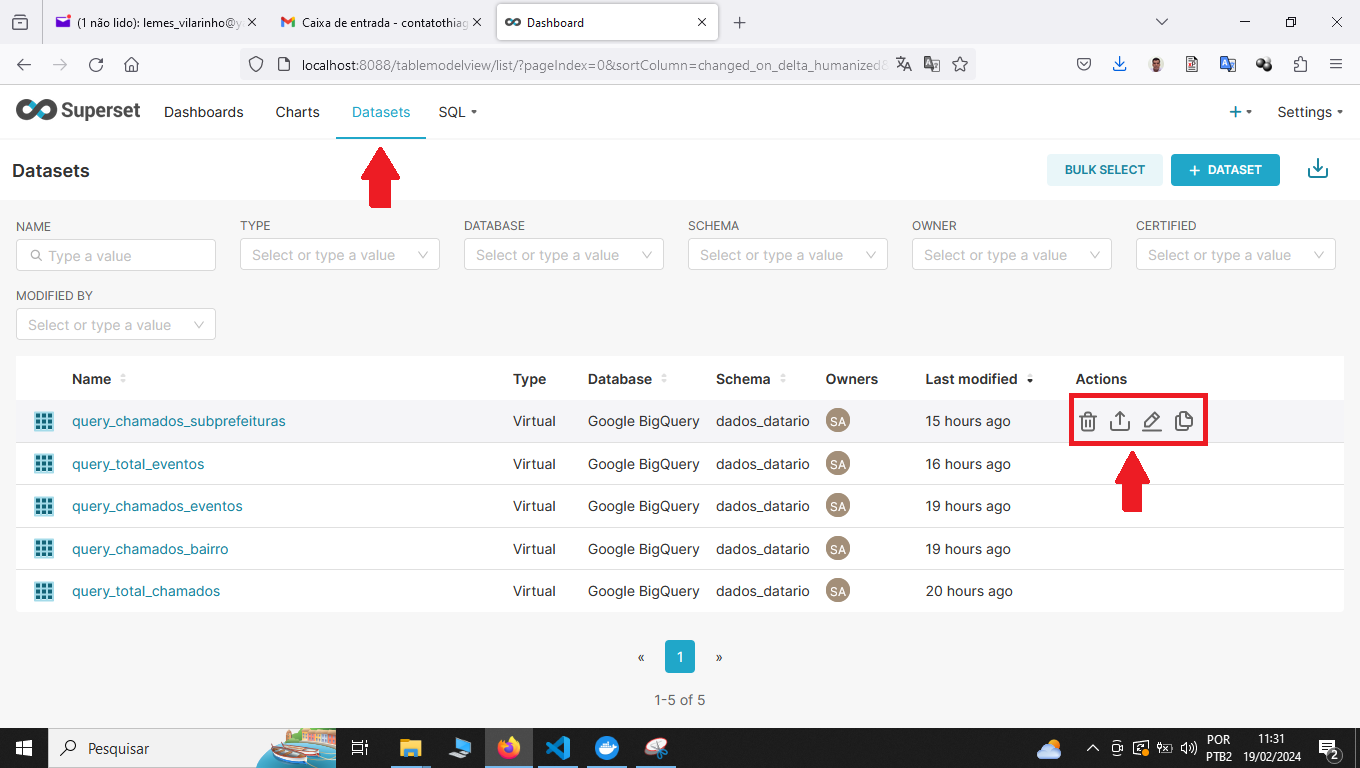 (1 não lido): lemes_vilarinho@y
Caixa de entrada - contatothiag
Dashboard
localhost:8088/tablemodelview/list/?pageIndex=0&sortColumn=changed_on_delta_humanized&
Superset
Dashboards
Charts
Datasets
SQL
Settings
Datasets
BULK SELECT
+ DATASET
NAME
TYPE
DATABASE
SCHEMA
OWNER
CERTIFIED
Type a value
Select or type a value
Select or type a value
Select or type a value
Select or type a value
Select or type a value
MODIFIED BY
Select or type a value
Name Type Database Schema Owners Last modified Actions
query_chamados_subprefeituras Virtual Google BigQuery dados_datario SA 15 hours ago
query_total_eventos Virtual Google BigQuery dados_datario SA 16 hours ago
query_chamados_eventos Virtual Google BigQuery dados_datario SA 19 hours ago
query_chamados_bairro Virtual Google BigQuery dados_datario SA 19 hours ago
query_total_chamados Virtual Google BigQuery dados_datario SA 20 hours ago
« 1 »
1-5 of 5
Pesquisar
POR
PTB2
11:31
19/02/2024
2